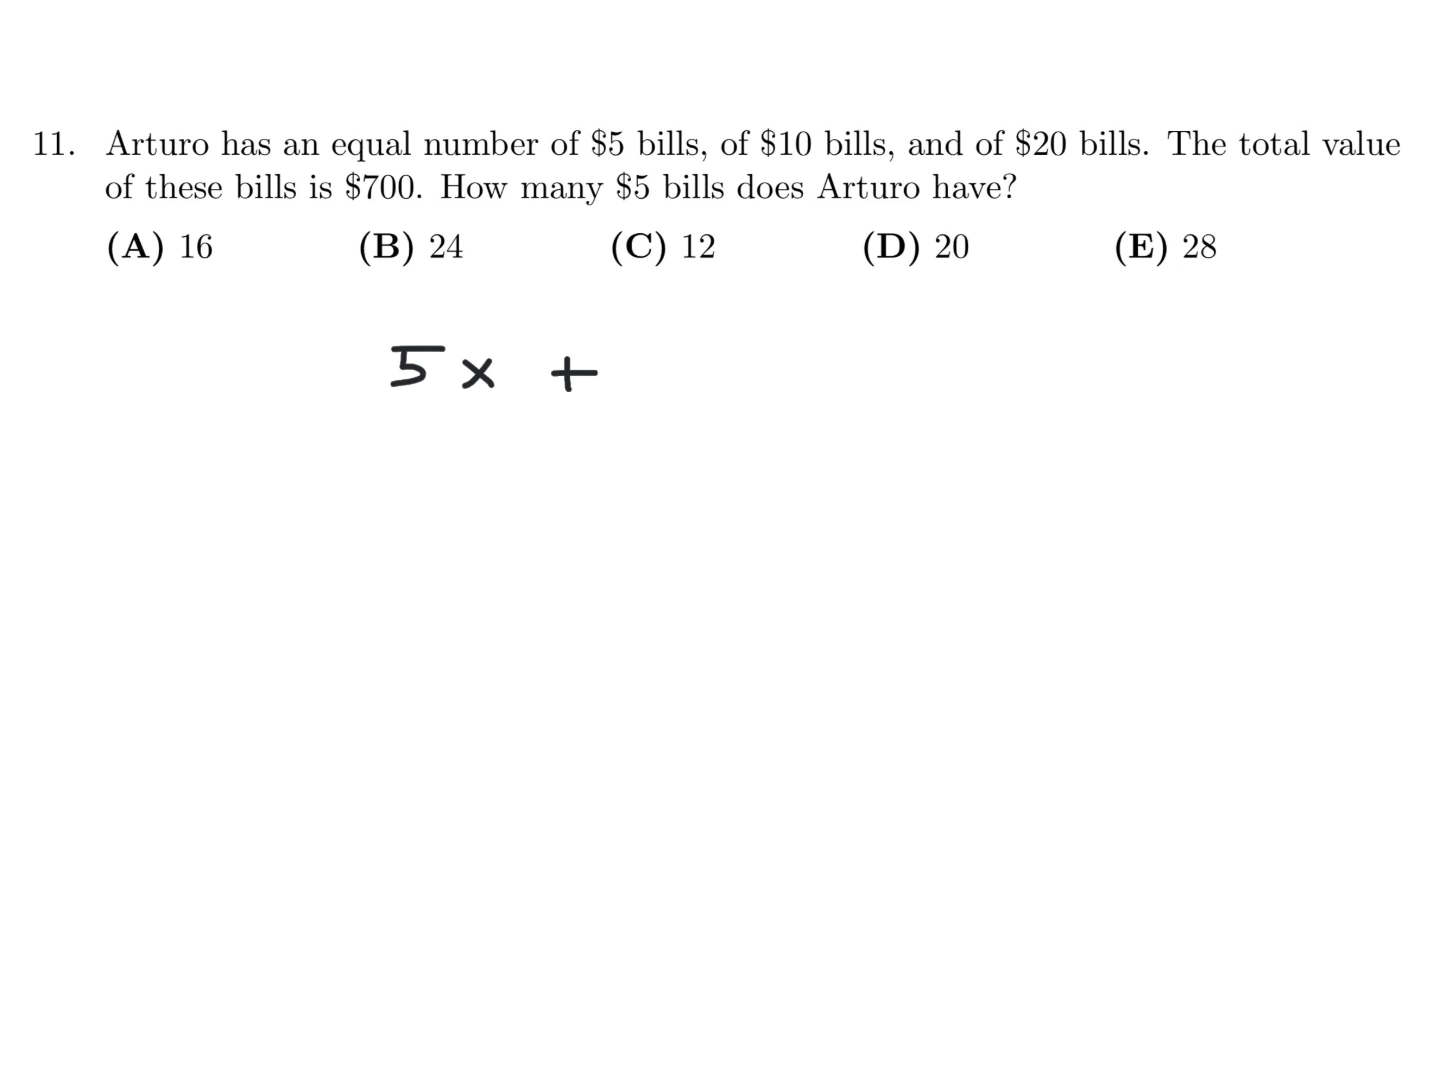 11. Arturo has an equal number of $5 bills, of $10 bills, and of $20 bills. The total value
of these bills is $700. How many $5 bills does Arturo have?
(A) 16 (B) 24 (C) 12 (D) 20 (E) 28
5x +